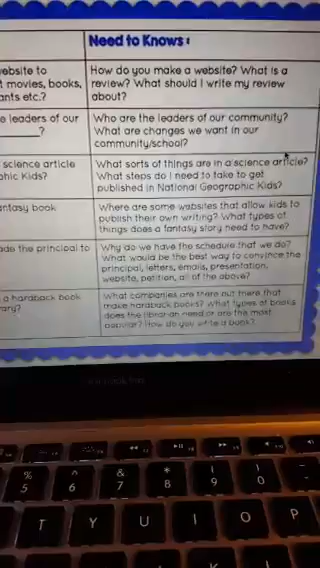 Need to Knows:
ebsite to
movies, books,
ants etc.?
How do you make a website? What is a
review? What should I write my review
about?
e leaders of our
?
Who are the leaders of our community?
What are changes we want in our
community/school?
science article
phic Kids?
What sorts of things are in a science article?
What steps do I need to take to get
published in National Geographic Kids?
antasy book
Where are some websites that allow kids to
publish their own writing? What types of
things does a fantasy story need to have?
ade the principal to
Why do we have the schedule that we do?
What would be the best way to convince the
principal, letters, emails, presentation,
website, petition, all of the above?
a hardback book
rary?
What companies are there out there that
make hardback books? What types of books
does the librarian need or are the most
popular? How do you write a book?
% 5
^ 6
& 7
* 8
9
0
T Y U I O P